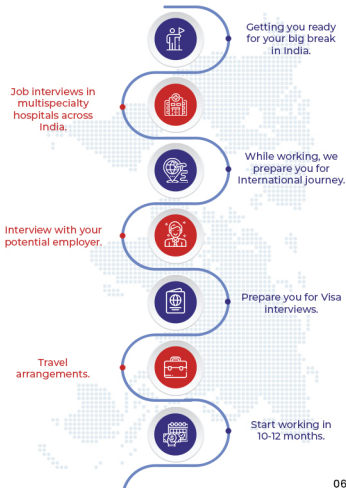 Getting you ready
for your big break
in India.
Job interviews in
multispecialty
hospitals across
India.
While working, we
prepare you for
International journey.
Interview with your
potential employer.
Prepare you for Visa
interviews.
Travel
arrangements.
Start working in
10-12 months.
06